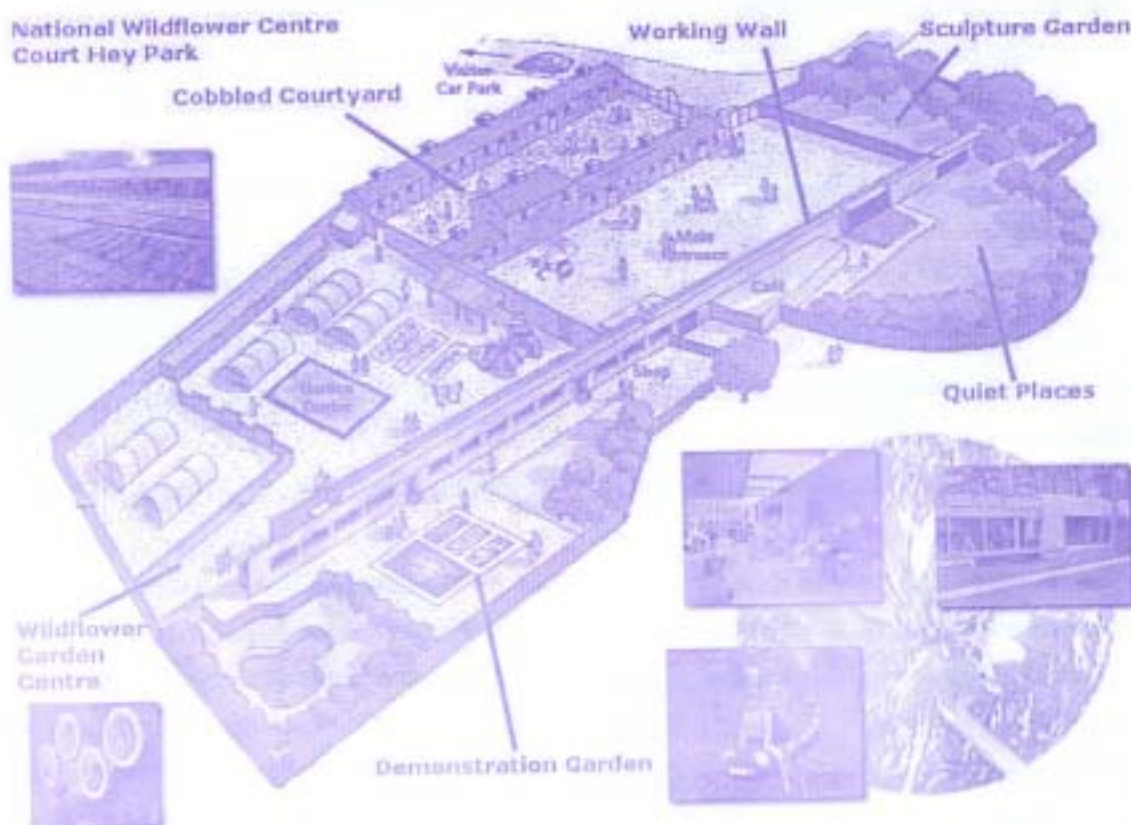 National Wildflower Centre
Court Hey Park
Working Wall
Sculpture Garden
Visitor
Car Park
Cobbled Courtyard
Main
Entrance
Café
Shop
Quiet Places
Wildflower
Garden
Centre
Demonstration Garden